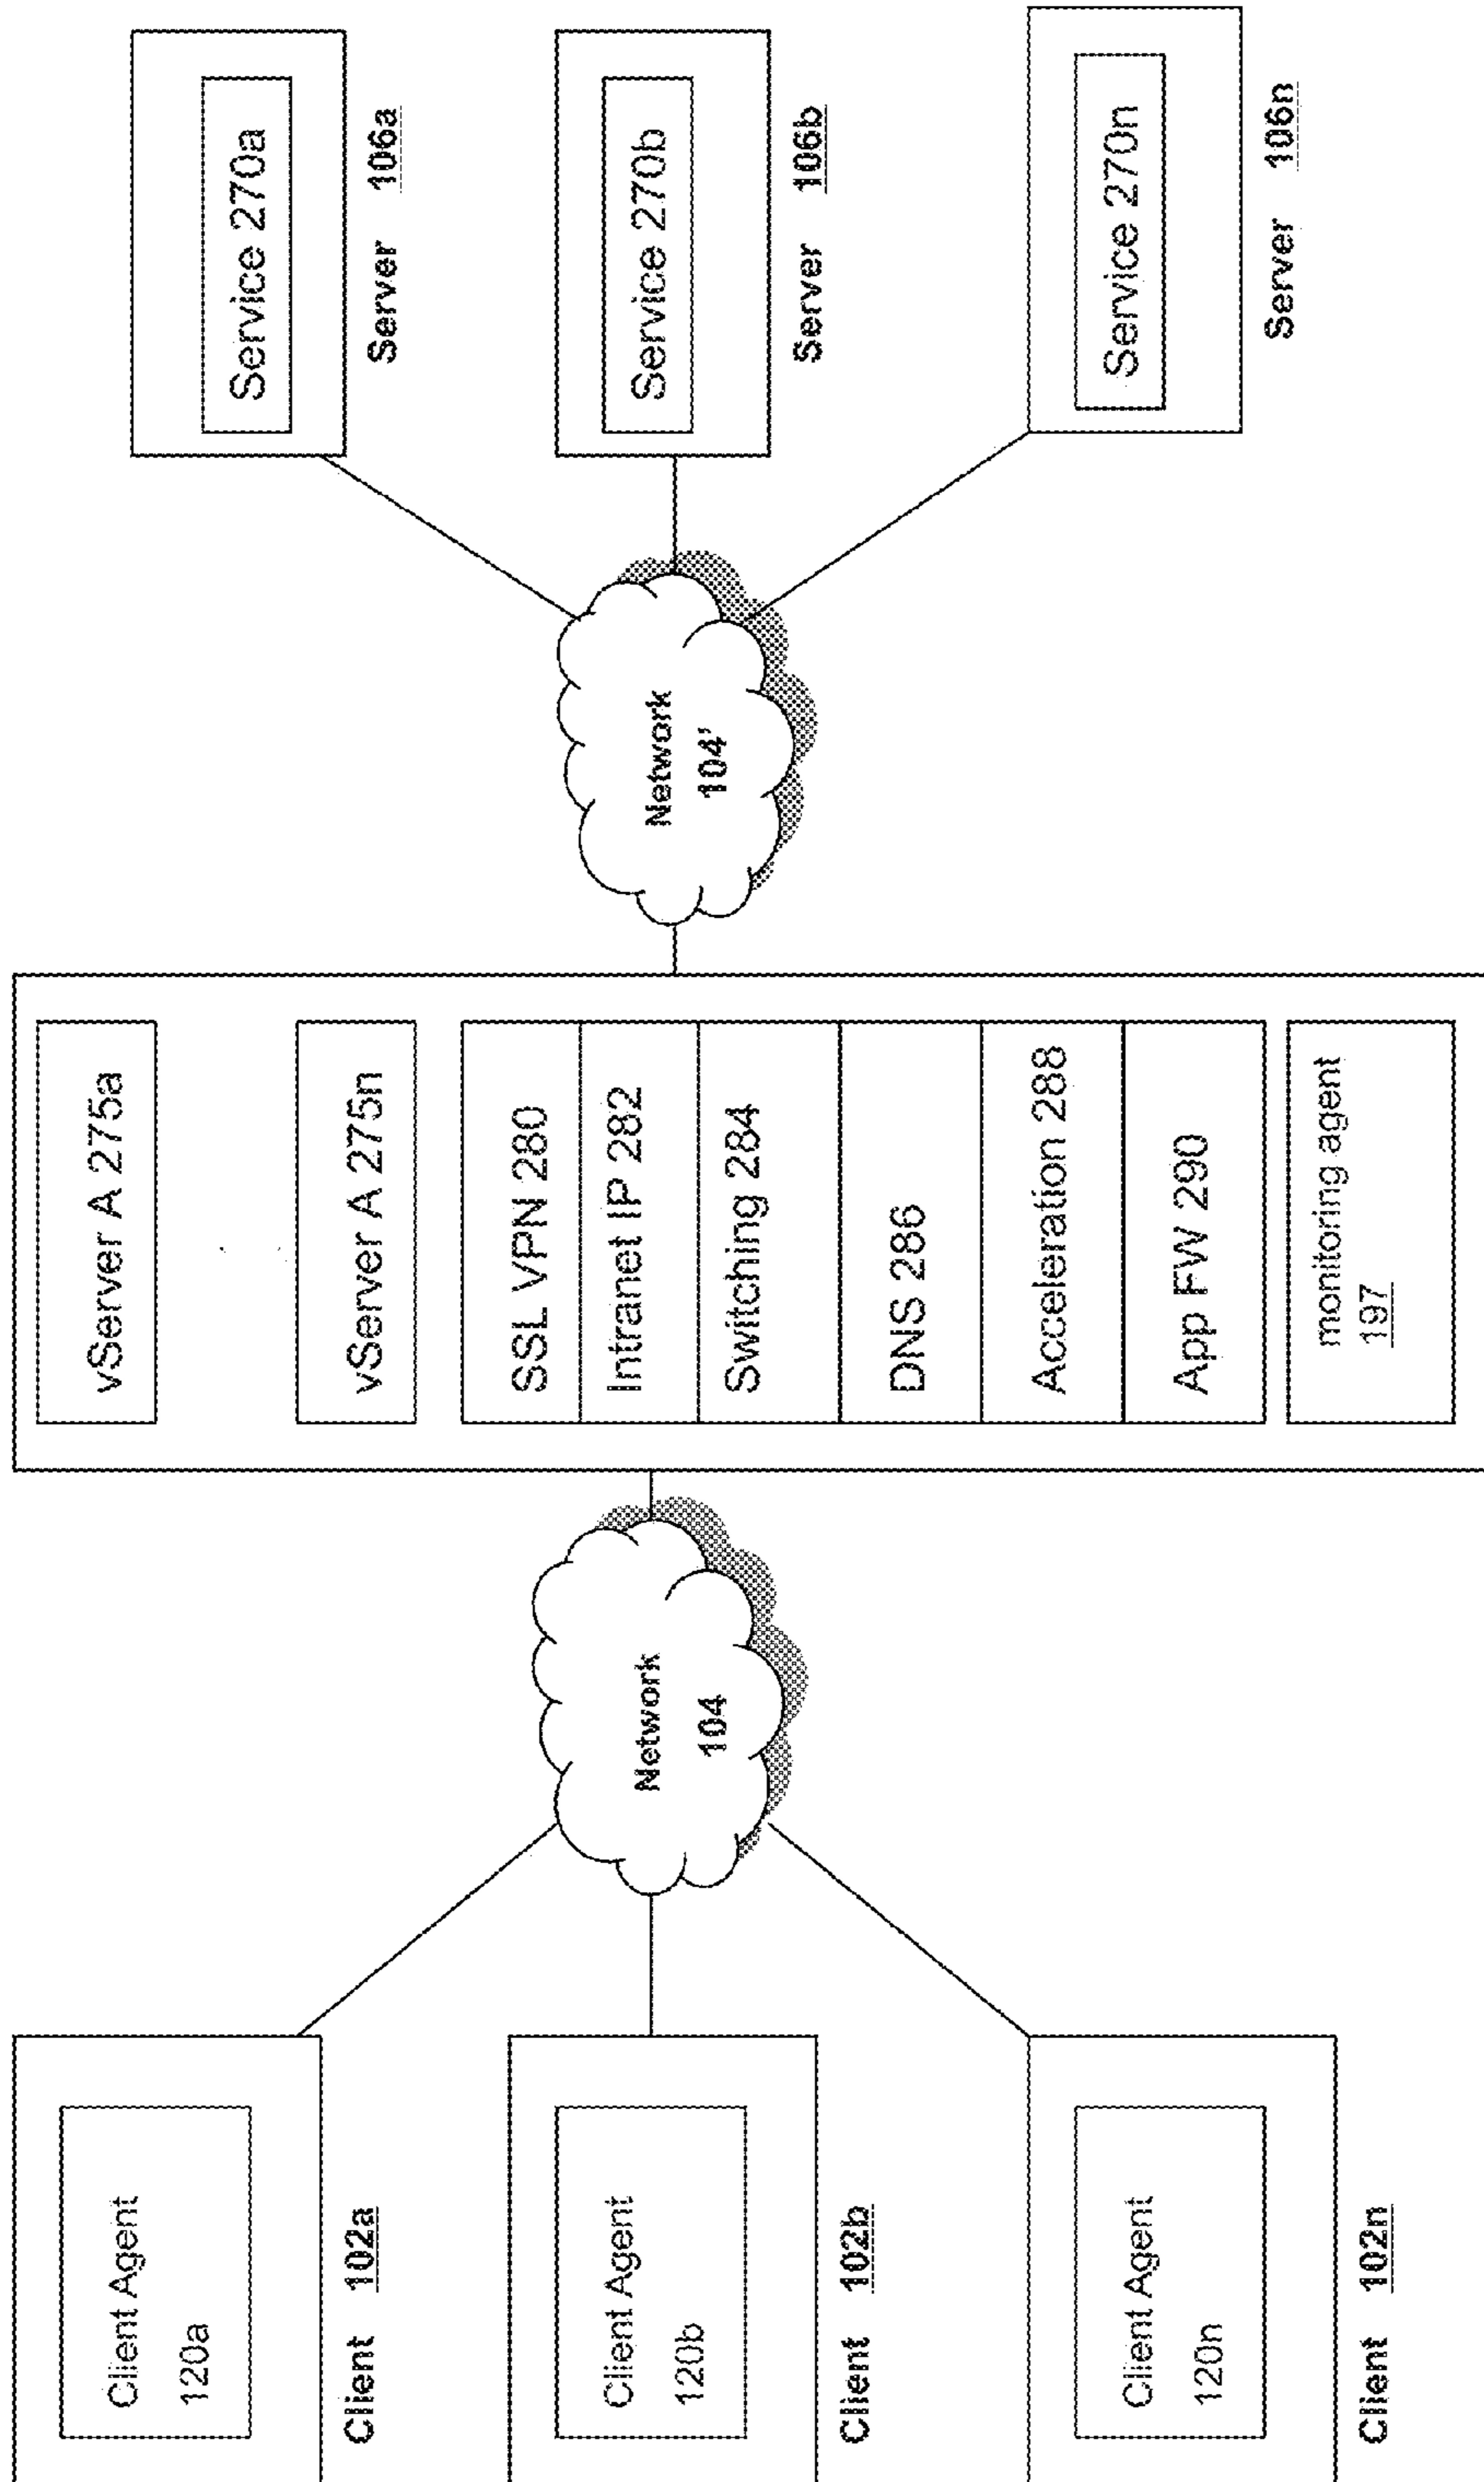 Client Agent
120a
Client 102a
Client Agent
120b
Client 102b
Client Agent
120n
Client 102n
Network
104
vServer A 275a
vServer A 275n
SSL VPN 280
Intranet IP 282
Switching 284
DNS 286
Acceleration 288
App FW 290
monitoring agent
197
Network
104'
Service 270a
Server 106a
Service 270b
Server 106b
Service 270n
Server 106n